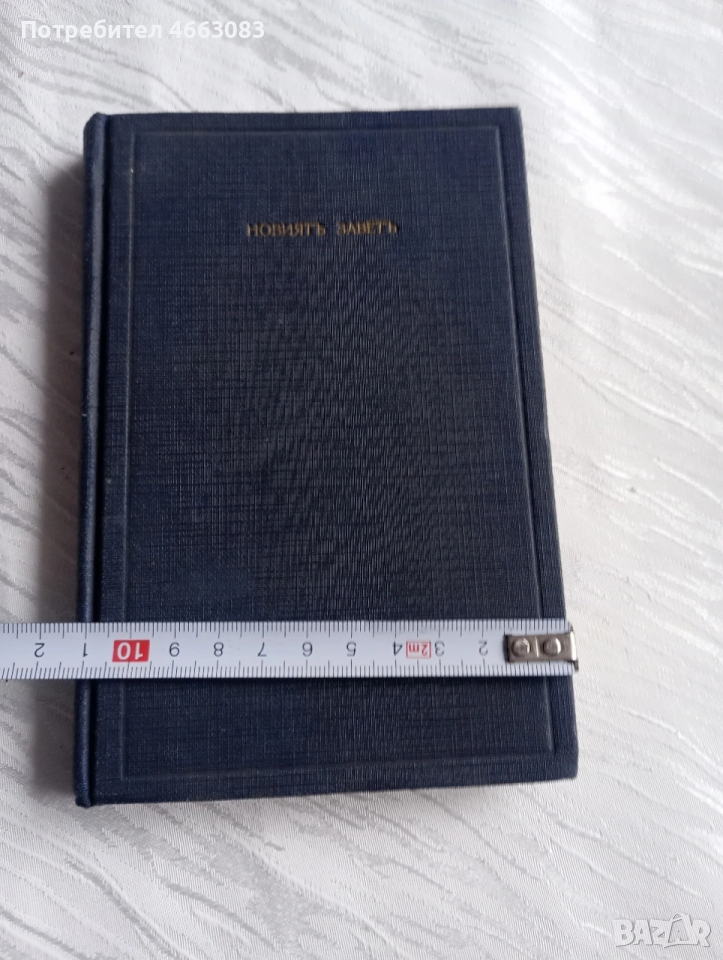 Потребител 4663083
НОВИЯТЪ ЗАВЕТЪ
2 1 10 9 8 7 6 5 4 2m 3 2
BAZAR